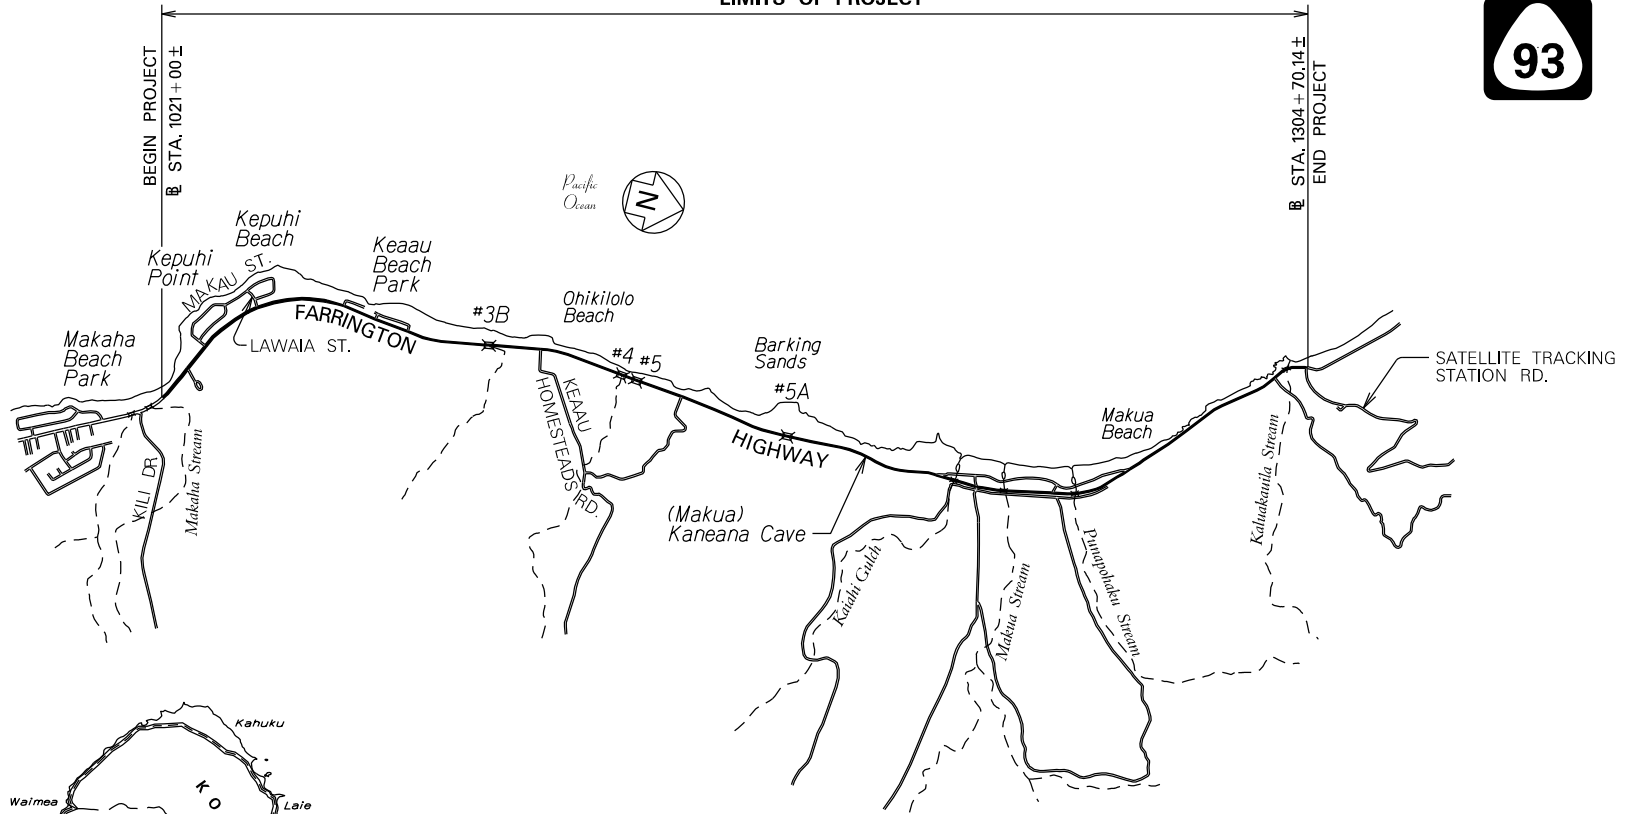 LIMITS OF PROJECT
93
BEGIN PROJECT
BL STA. 1021+00±
BL STA. 1304+70.14±
END PROJECT
Pacific
Ocean
N
Kepuhi
Beach
Kepuhi
Point
MAKAU ST.
Keaau
Beach
Park
FARRINGTON
LAWAIA ST.
#3B
Ohikilolo
Beach
#4 #5
Barking
Sands
#5A
HIGHWAY
Makaha
Beach
Park
KILI DR
Makaha Stream
KEAAU
HOMESTEADS RD.
(Makua)
Kaneana Cave
Makua
Beach
SATELLITE TRACKING
STATION RD.
Kaiahi Gulch
Makua Stream
Punapohaku Stream
Kaluakauila Stream
Kahuku
Waimea
Laie
K O